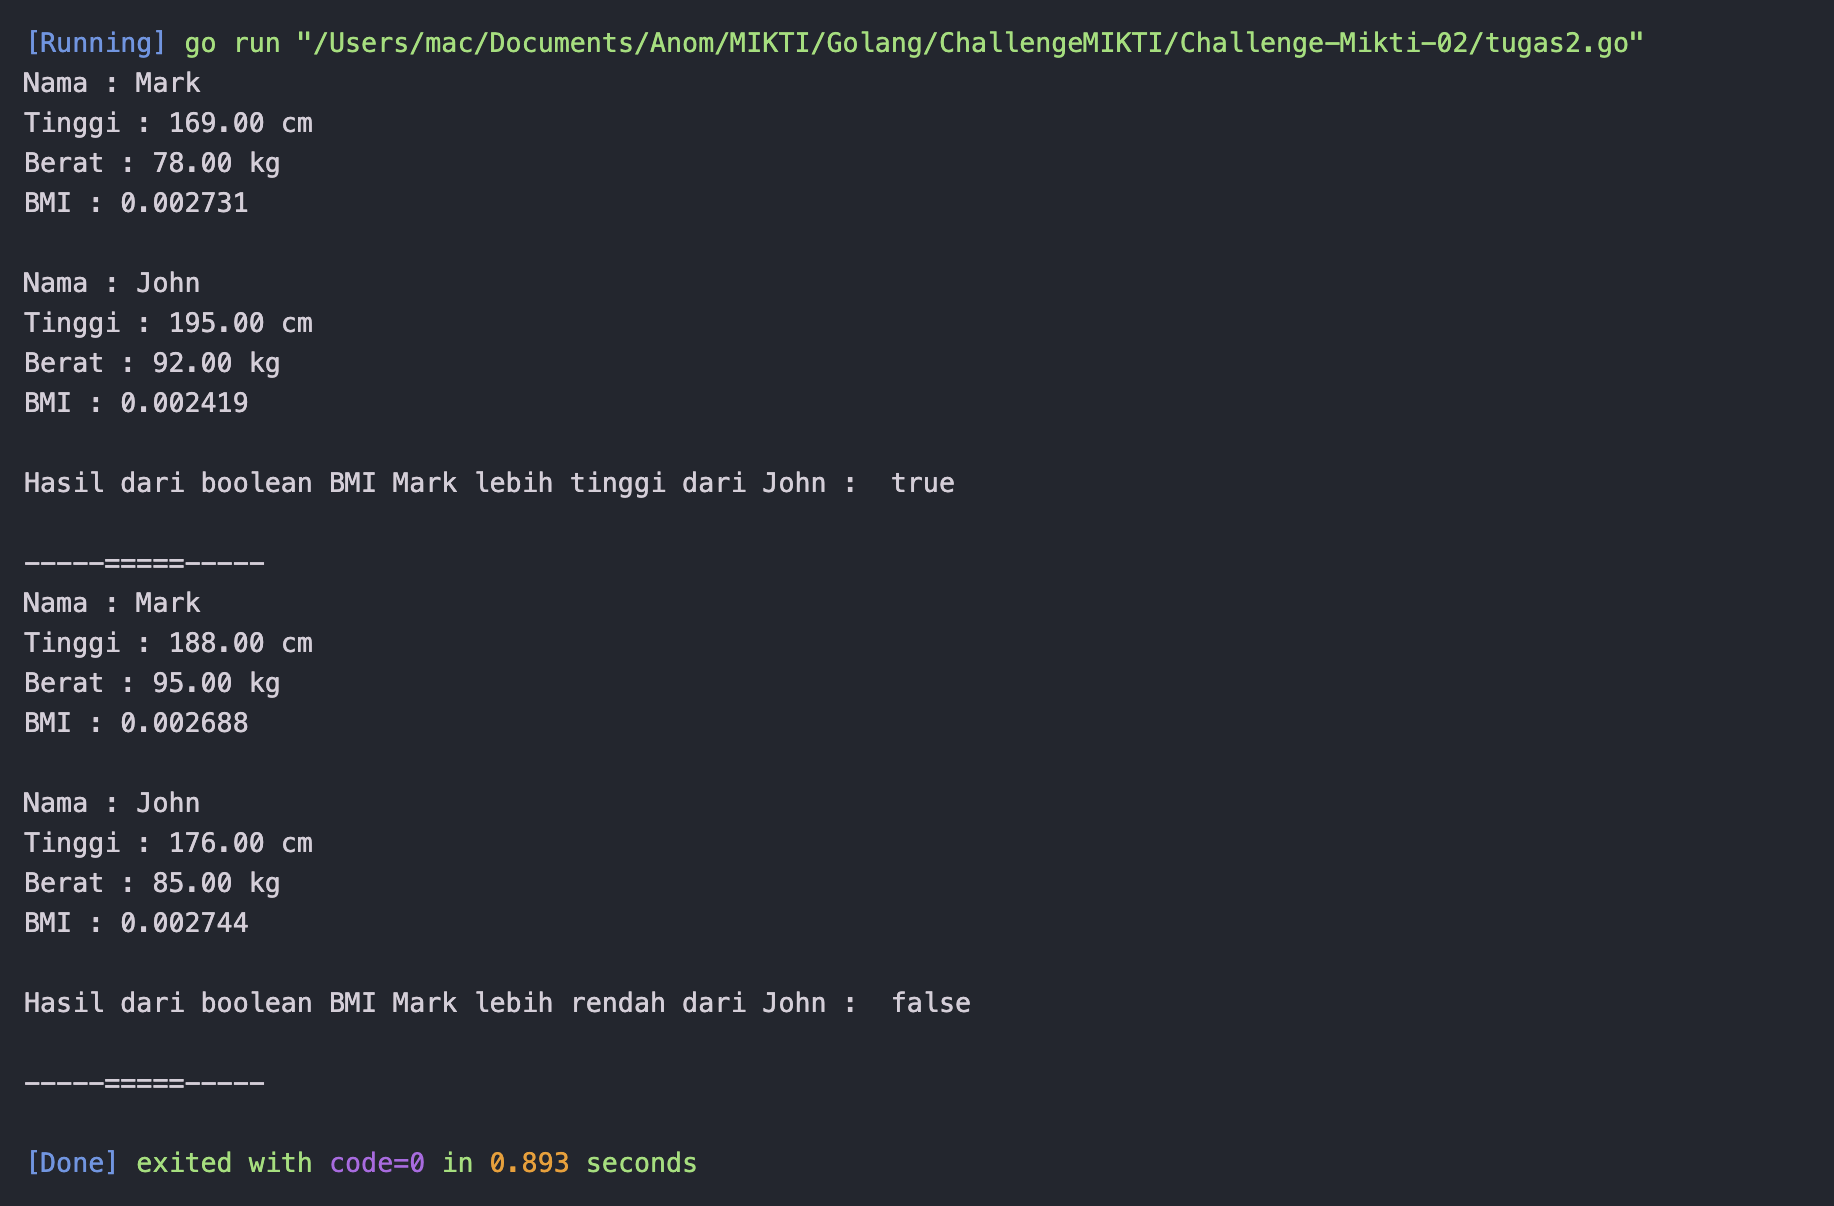 [Running] go run "/Users/mac/Documents/Anom/MIKTI/Golang/ChallengeMIKTI/Challenge-Mikti-02/tugas2.go"
Nama : Mark
Tinggi : 169.00 cm
Berat : 78.00 kg
BMI : 0.002731
Nama : John
Tinggi : 195.00 cm
Berat : 92.00 kg
BMI : 0.002419
Hasil dari boolean BMI Mark lebih tinggi dari John :  true
-----=====-----
Nama : Mark
Tinggi : 188.00 cm
Berat : 95.00 kg
BMI : 0.002688
Nama : John
Tinggi : 176.00 cm
Berat : 85.00 kg
BMI : 0.002744
Hasil dari boolean BMI Mark lebih rendah dari John :  false
-----=====-----
[Done] exited with code=0 in 0.893 seconds